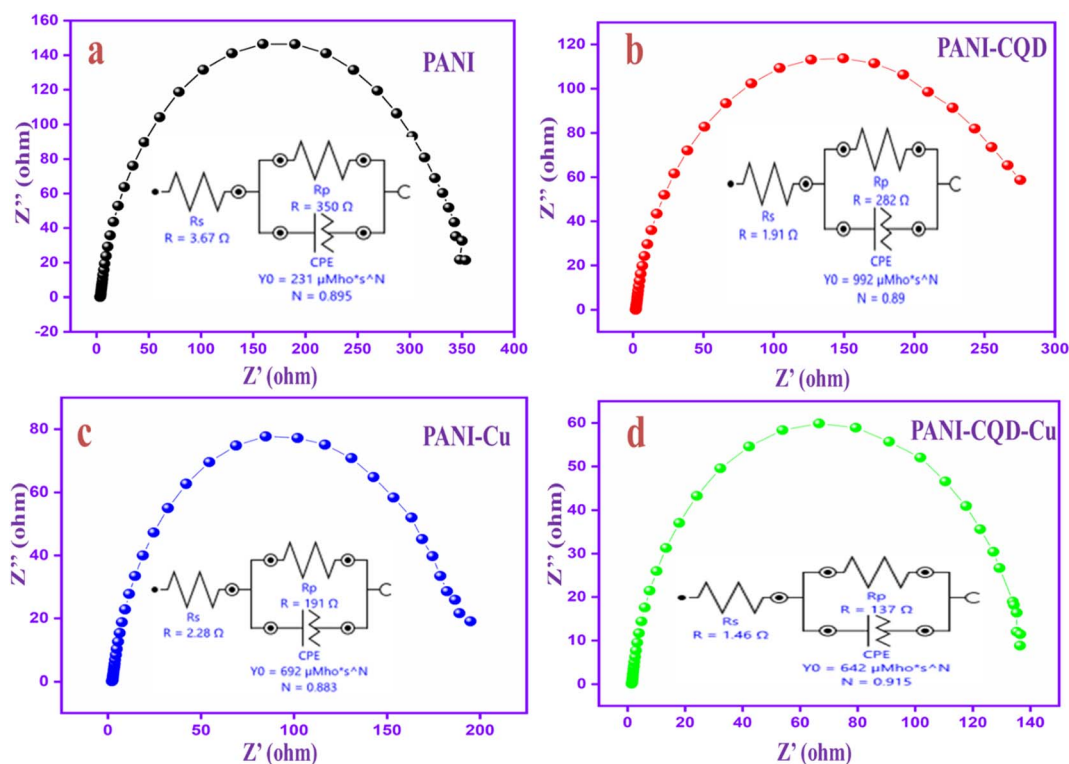 a
PANI
Z’’ (ohm)
160
140
120
100
80
60
40
20
0
-20
Rs
R = 3.67 Ω
Rp
R = 350 Ω
CPE
Y0 = 231 µMho*s^N
N = 0.895
0 50 100 150 200 250 300 350 400
Z’ (ohm)
b
PANI-CQD
Z’’ (ohm)
120
100
80
60
40
20
0
Rs
R = 1.91 Ω
Rp
R = 282 Ω
CPE
Y0 = 992 µMho*s^N
N = 0.89
0 50 100 150 200 250 300
Z’ (ohm)
c
PANI-Cu
Z’’ (ohm)
80
60
40
20
0
Rs
R = 2.28 Ω
Rp
R = 191 Ω
CPE
Y0 = 692 µMho*s^N
N = 0.883
0 50 100 150 200
Z’ (ohm)
d
PANI-CQD-Cu
Z’’ (ohm)
60
50
40
30
20
10
0
Rs
R = 1.46 Ω
Rp
R = 137 Ω
CPE
Y0 = 642 µMho*s^N
N = 0.915
0 20 40 60 80 100 120 140
Z’ (ohm)